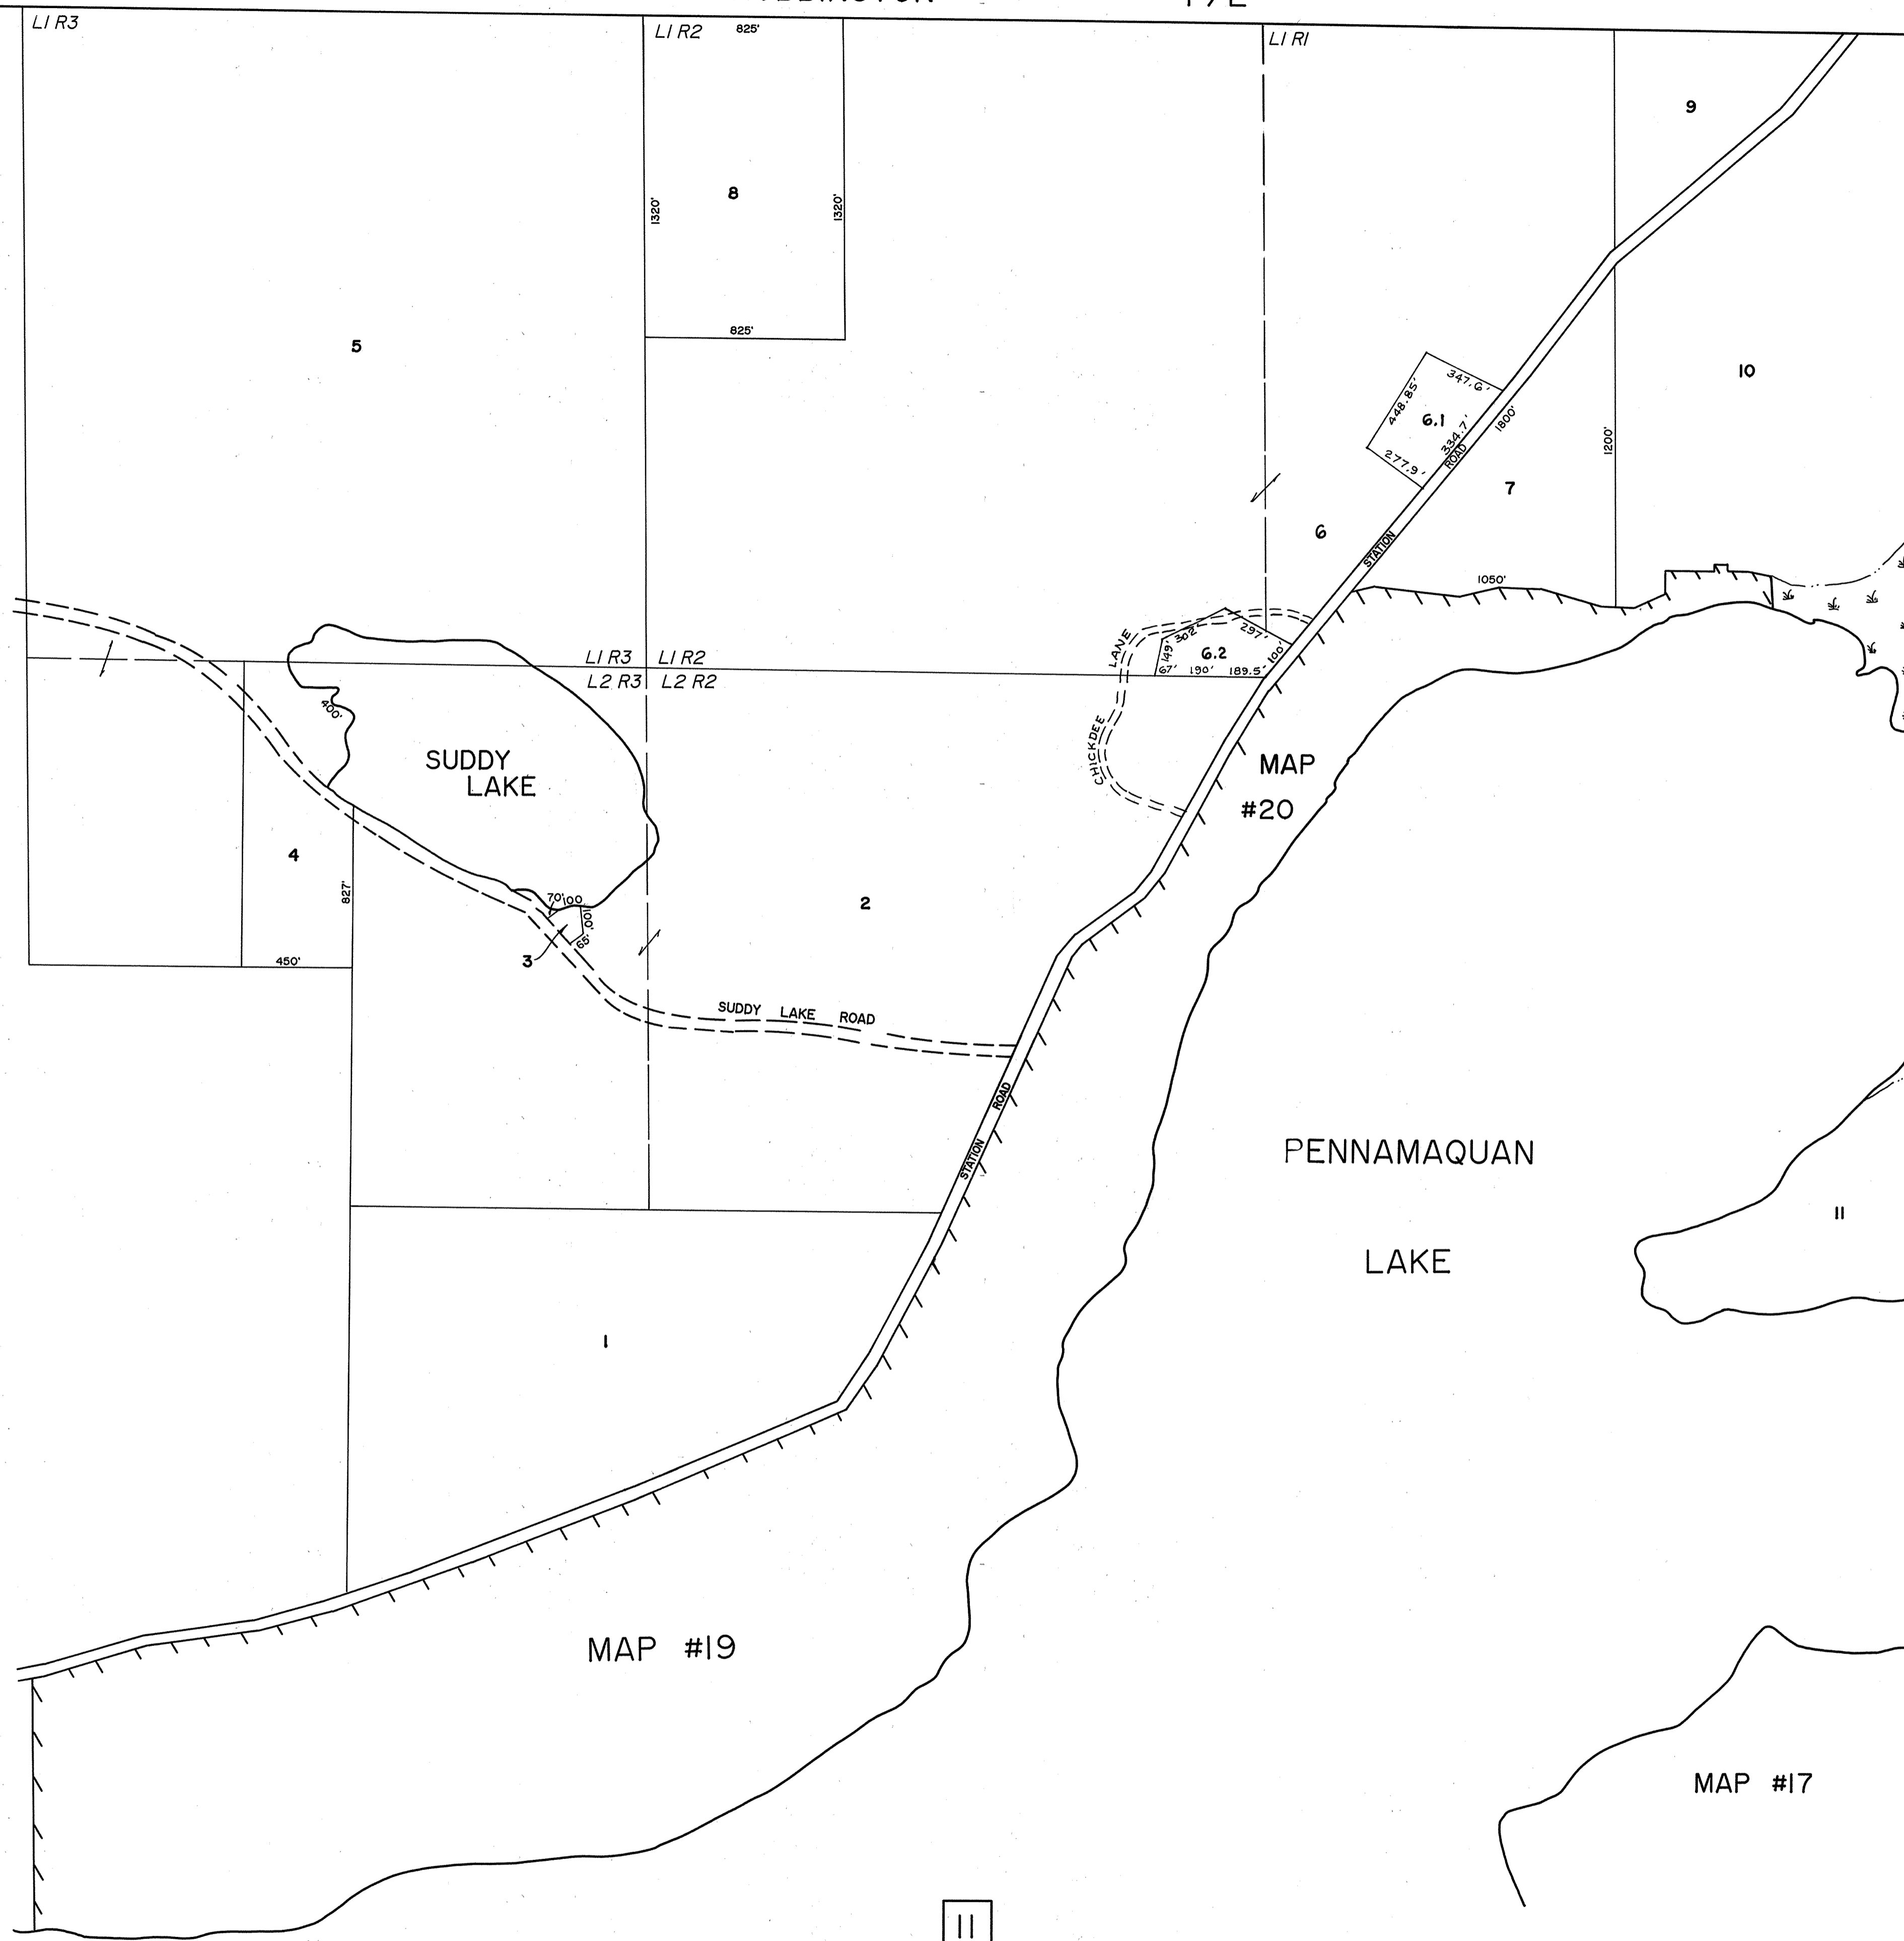 L1 R3
L1 R2
825'
L1 R1
9
8
1320'
1320'
5
825'
10
347.6'
448.85'
6.1
334.7'
277.9'
ROAD
1800'
1200'
7
6
STATION
1050'
LANE
302'
297'
149'
6.2
100'
67'
190'
189.5'
CHICKDEE
L1 R3
L1 R2
L2 R3
L2 R2
400'
SUDDY
LAKE
MAP
#20
4
827'
70'
100
100'
65'
3
2
450'
SUDDY LAKE ROAD
ROAD
STATION
PENNAMAQUAN
LAKE
11
1
MAP #19
MAP #17
11